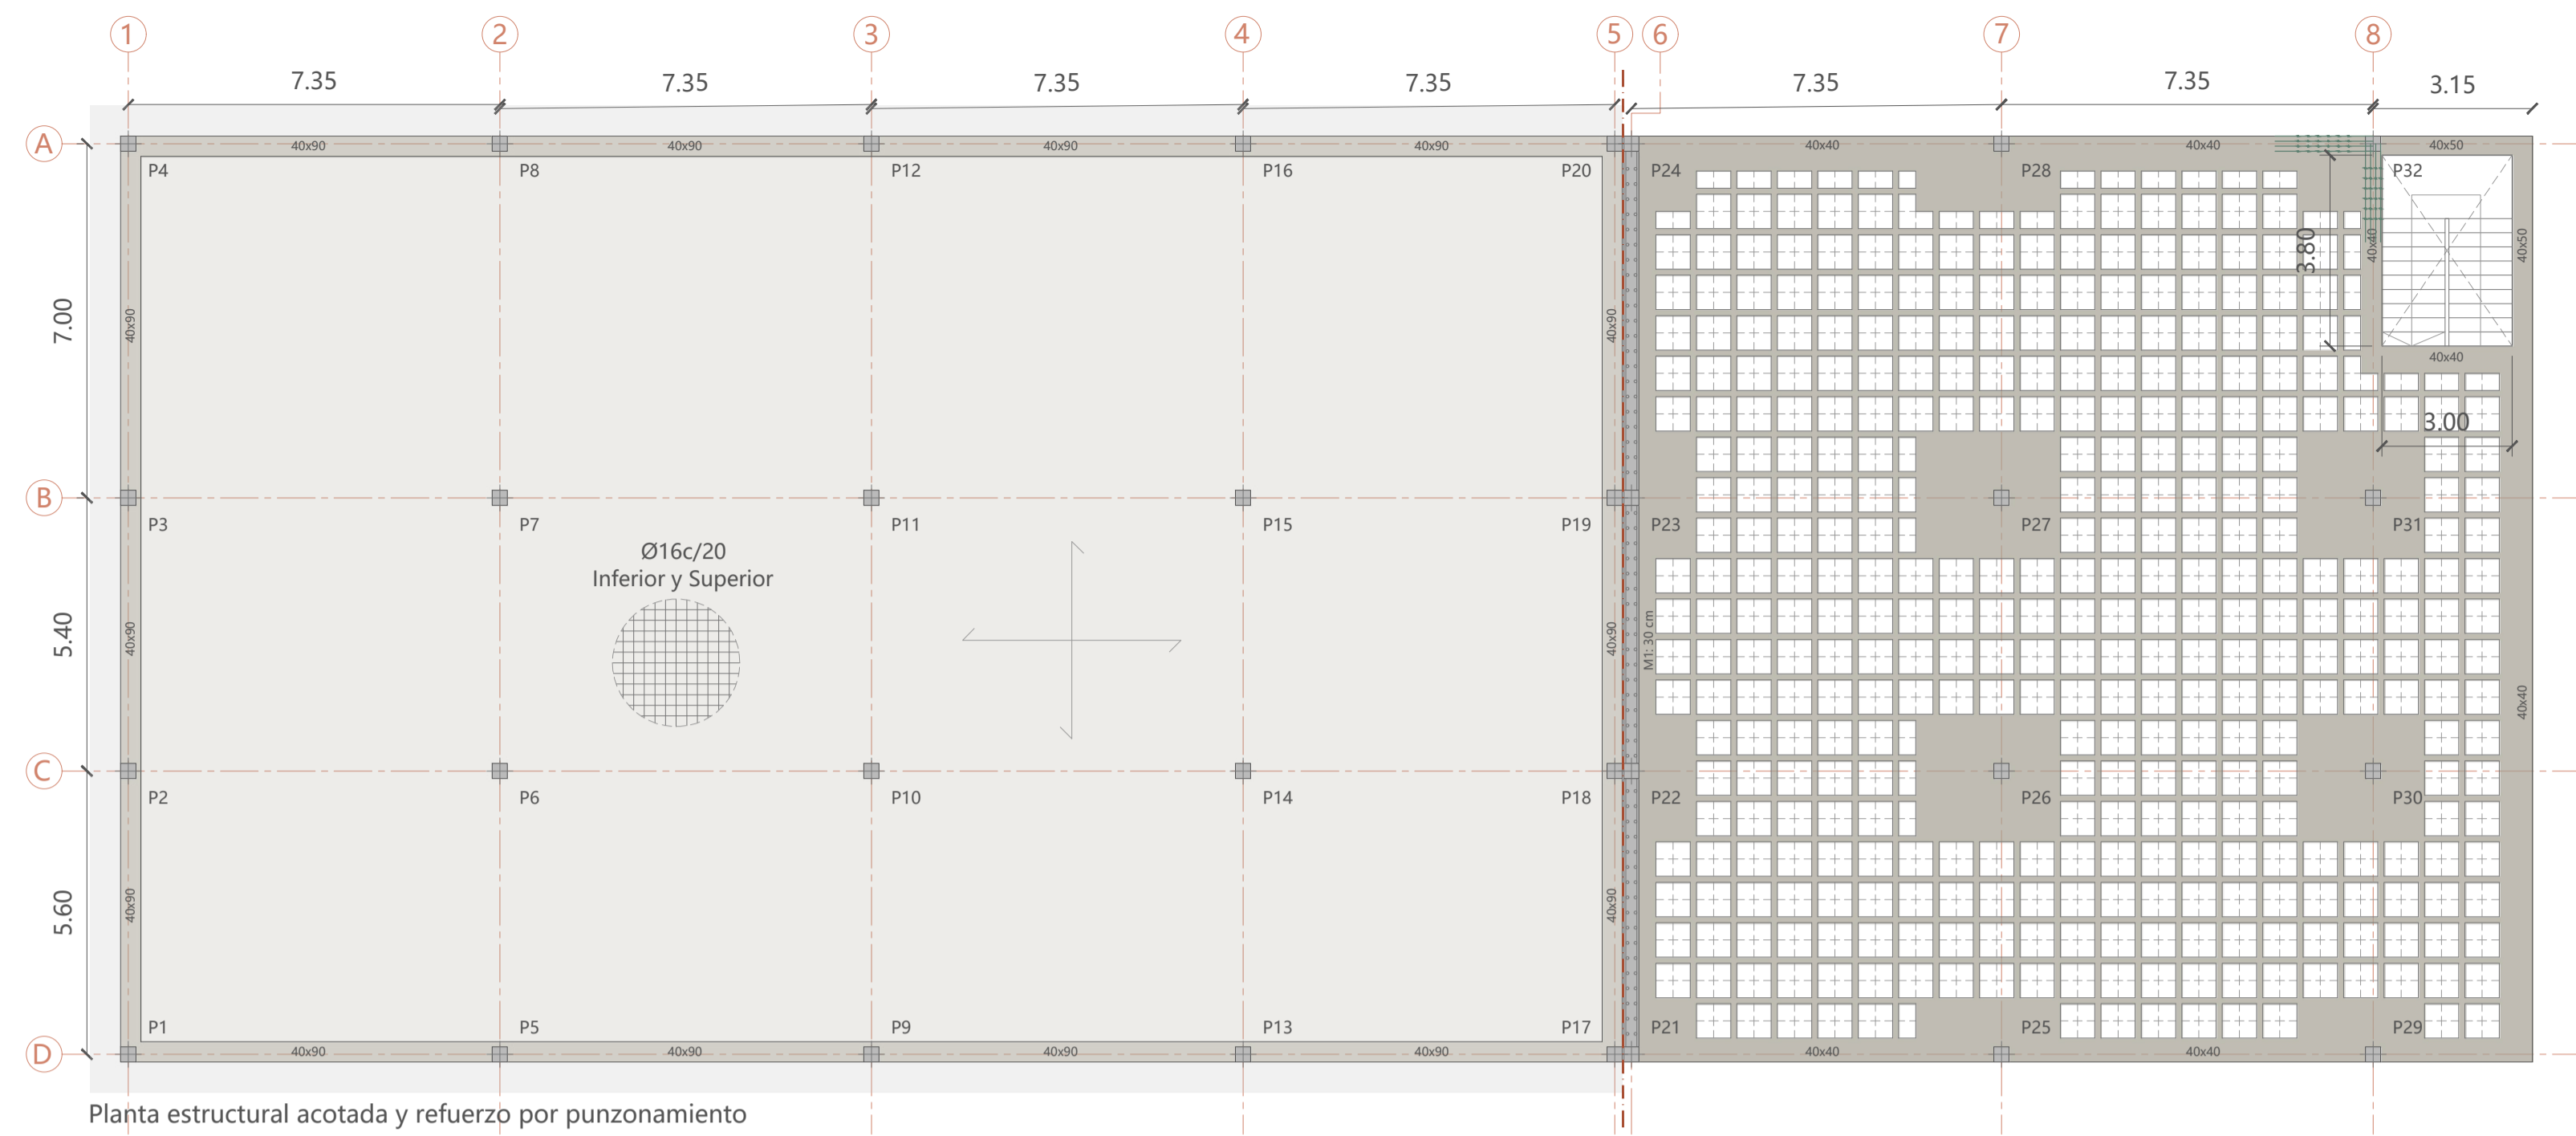 1 2 3 4 5 6 7 8
7.35 7.35 7.35 7.35 7.35 7.35 3.15
A 40x90 40x90 40x90 40x90 40x40 40x40 40x50
P4 P8 P12 P16 P20 P24 P28 P32
40x90 40x90 3.80 40x40 40x50
7.00
40x40
3.00
B
P3 P7 P11 P15 P19 P23 P27 P31
Ø16c/20
Inferior y Superior
5.40 40x90 40x90 M1: 30 cm
40x40
C
P2 P6 P10 P14 P18 P22 P26 P30
5.60 40x90 40x90
P1 P5 P9 P13 P17 P21 P25 P29
D 40x90 40x90 40x90 40x90 40x40 40x40
Planta estructural acotada y refuerzo por punzonamiento